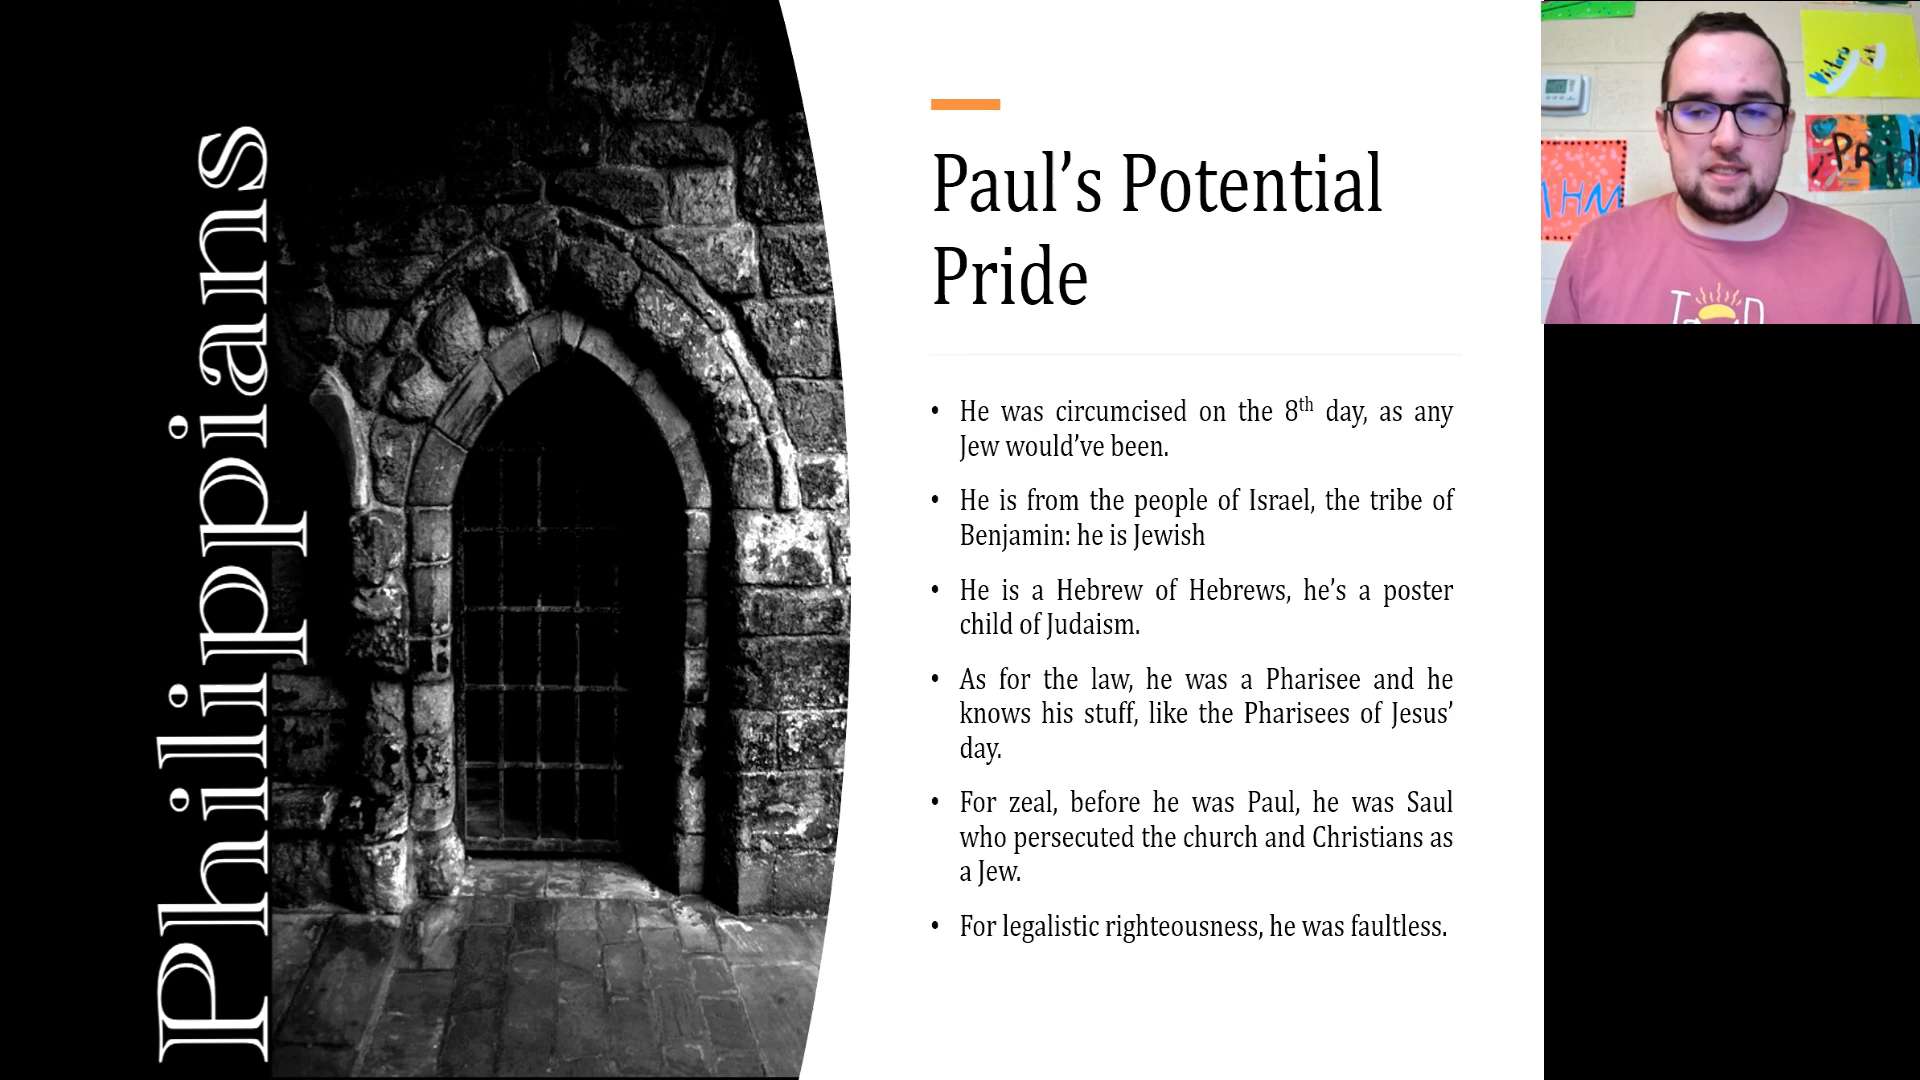 Philippians
Paul’s Potential
Pride
• He was circumcised on the 8th day, as any
Jew would’ve been.
• He is from the people of Israel, the tribe of
Benjamin: he is Jewish
• He is a Hebrew of Hebrews, he’s a poster
child of Judaism.
• As for the law, he was a Pharisee and he
knows his stuff, like the Pharisees of Jesus’
day.
• For zeal, before he was Paul, he was Saul
who persecuted the church and Christians as
a Jew.
• For legalistic righteousness, he was faultless.